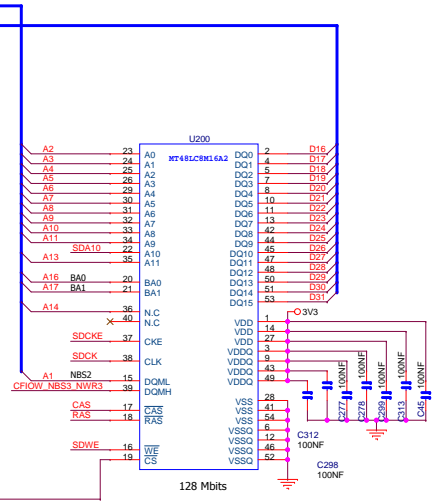 U200
MT48LC8M16A2
A2 23 A0 DQ0 2 D16
A3 24 A1 DQ1 4 D17
A4 25 A2 DQ2 5 D18
A5 26 A3 DQ3 7 D19
A6 29 A4 DQ4 8 D20
A7 30 A5 DQ5 10 D21
A8 31 A6 DQ6 11 D22
A9 32 A7 DQ7 13 D23
A10 33 A8 DQ8 42 D24
A11 34 A9 DQ9 44 D25
SDA10 22 A10 DQ10 45 D26
A13 35 A11 DQ11 47 D27
DQ12 48 D28
A16 BA0 20 BA0 DQ13 50 D29
A17 BA1 21 BA1 DQ14 51 D30
DQ15 53 D31
A14 36 N.C 3V3
40 N.C VDD 1
VDD 14
SDCKE 37 CKE VDD 27
VDDQ 3
SDCK 38 CLK VDDQ 9
VDDQ 43
A1 NBS2 15 DQML VDDQ 49
CFIOW_NBS3_NWR3 39 DQMH
C277 100NF
C278 100NF
C299 100NF
C313 100NF
C45 100NF
VSS 28
CAS 17 CAS VSS 41
RAS 18 RAS VSS 54
VSSQ 6
VSSQ 12
SDWE 16 WE VSSQ 46
19 CS VSSQ 52
C312
100NF
C298
100NF
128 Mbits